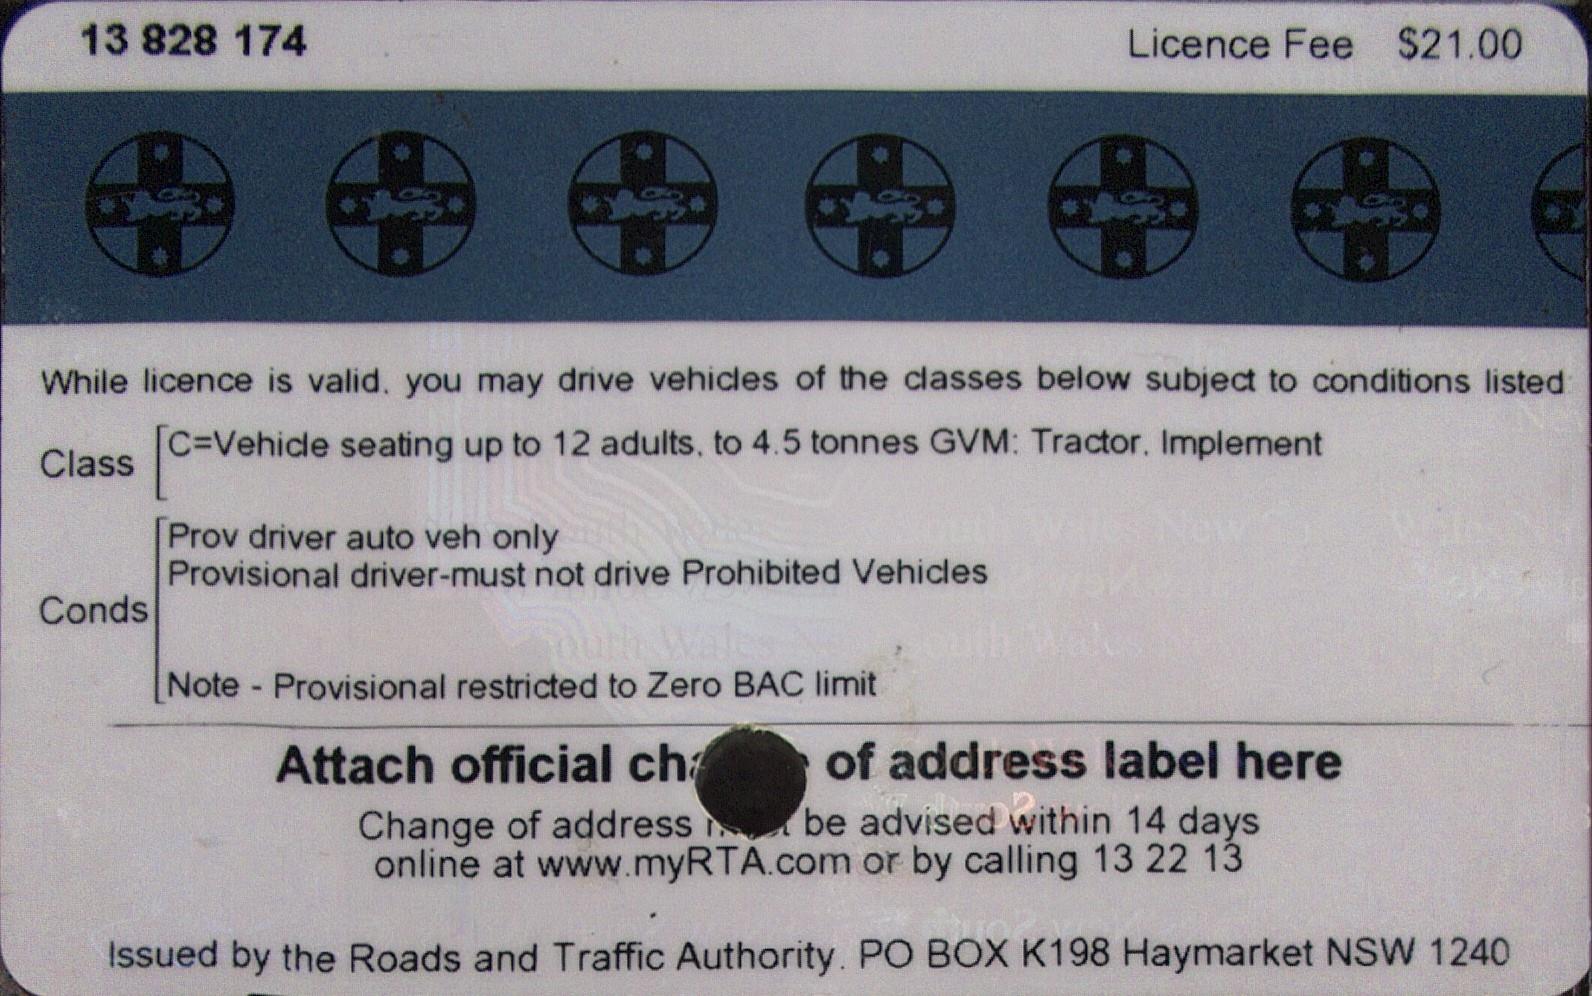 13 828 174 Licence Fee $21.00
While licence is valid. you may drive vehicles of the classes below subject to conditions listed
Class C=Vehicle seating up to 12 adults, to 4.5 tonnes GVM: Tractor. Implement
Prov driver auto veh only
Provisional driver-must not drive Prohibited Vehicles
Conds
Note - Provisional restricted to Zero BAC limit
Attach official of address label here
Change of address be advised within 14 days
online at www.myRTA.com or by calling 13 22 13
Issued by the Roads and Traffic Authority. PO BOX K198 Haymarket NSW 1240